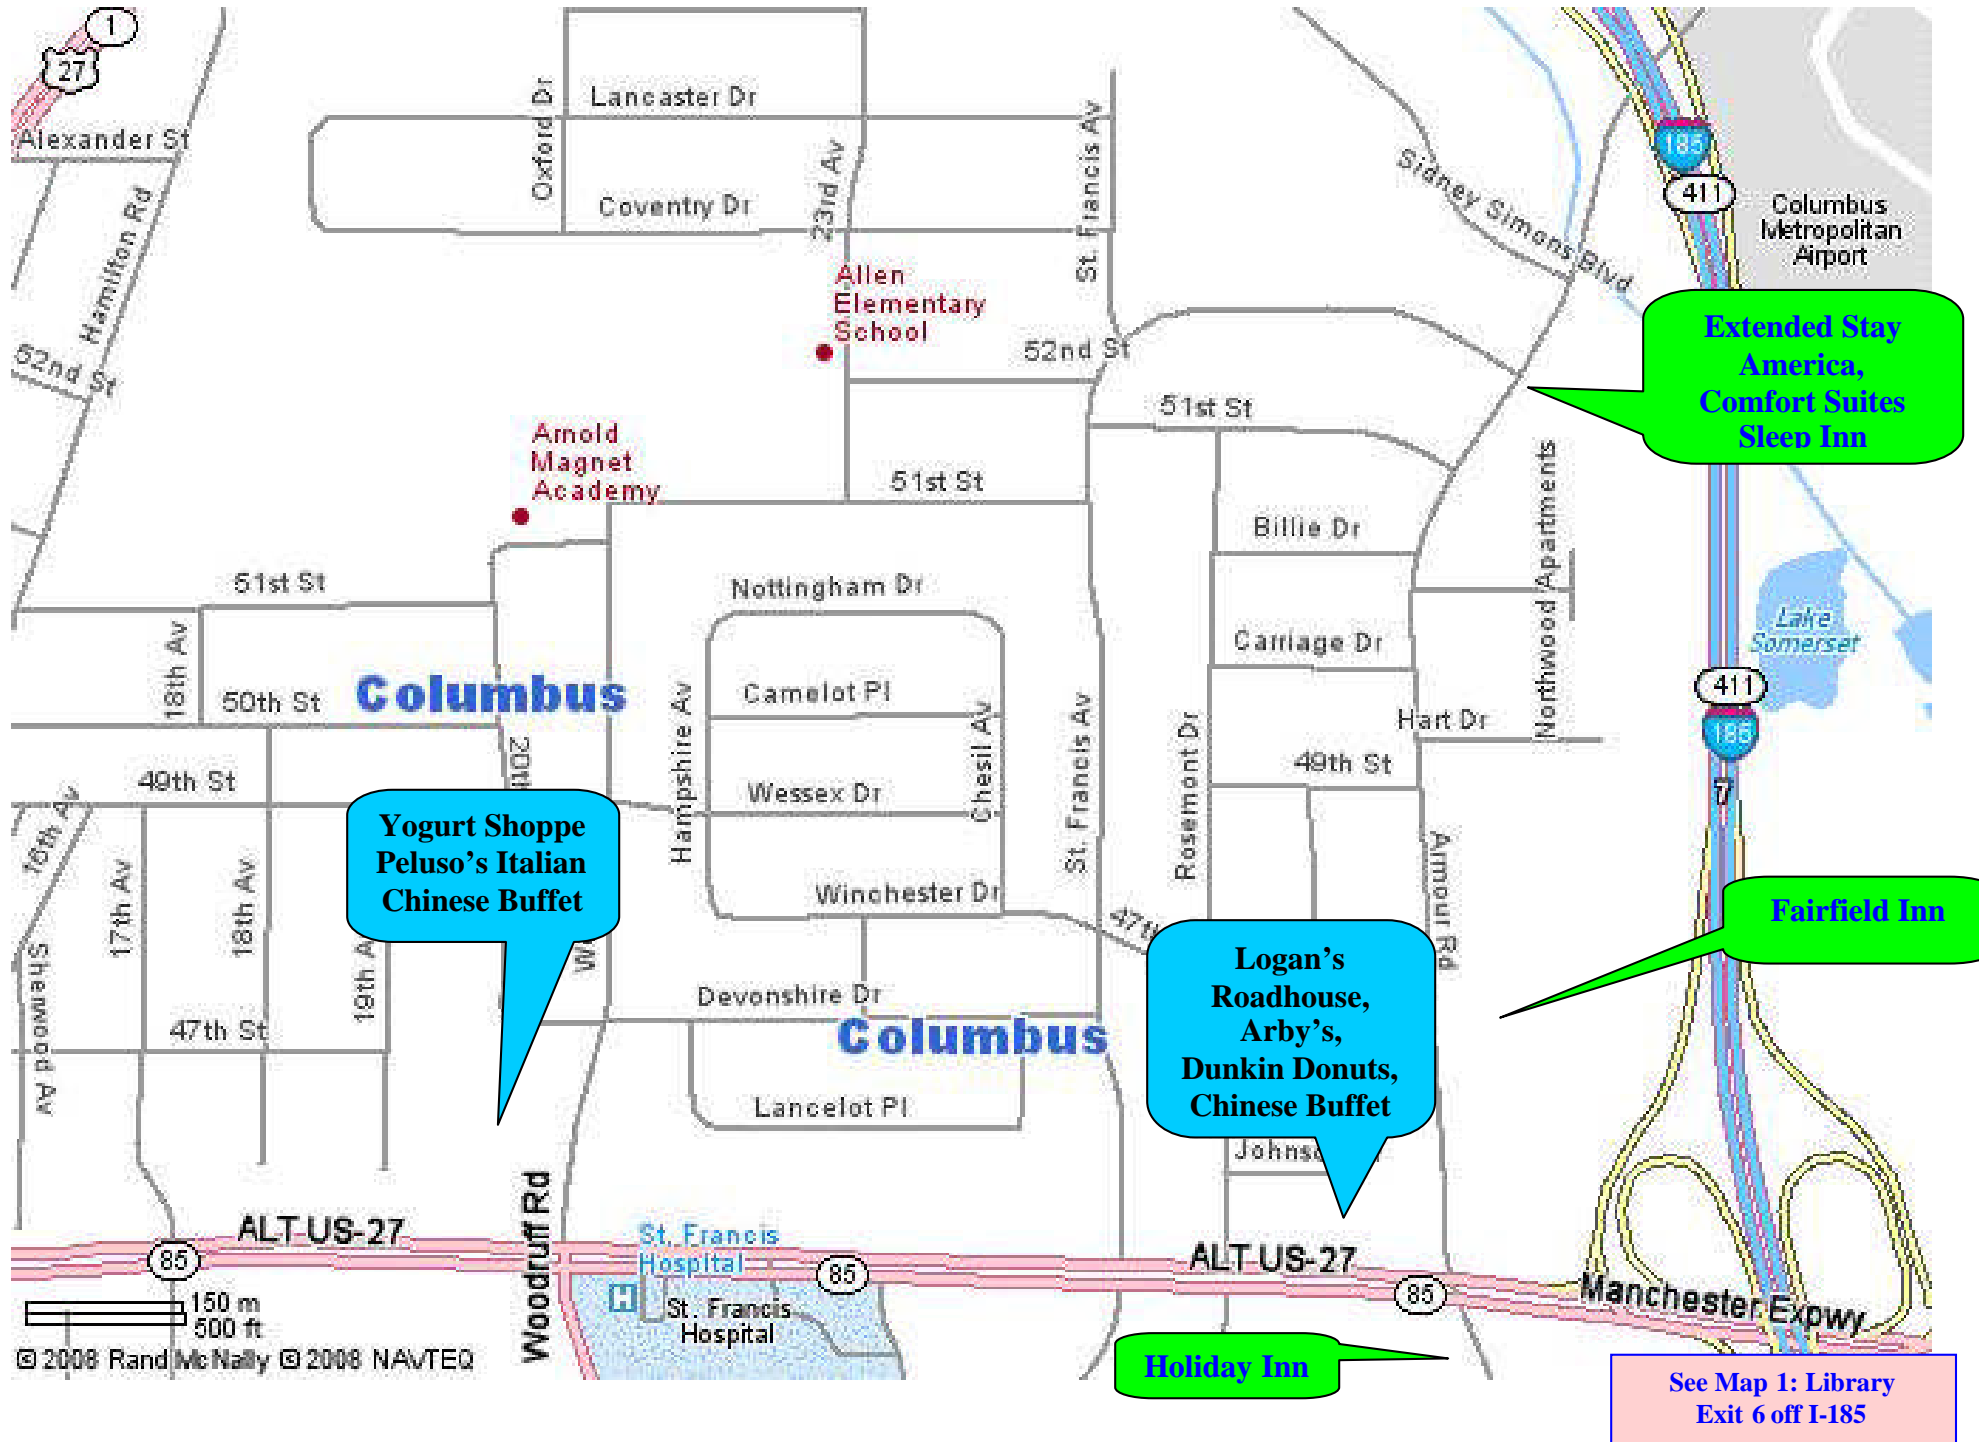 1
27
Alexander St
Hamilton Rd
52nd St
Lancaster Dr
Oxford Dr
23rd Av
St. Francis Av
Coventry Dr
Allen
Elementary
School
52nd St
Sidney Simons Blvd
185
411
Columbus
Metropolitan
Airport
Extended Stay
America,
Comfort Suites
Sleep Inn
Arnold
Magnet
Academy
51st St
51st St
Billie Dr
Northwood Apartments
51st St
18th Av
50th St
Columbus
20th
Nottingham Dr
Camelot Pl
Hampshire Av
Chesil Av
St. Francis Av
Wessex Dr
Winchester Dr
Carriage Dr
Rosemont Dr
Hart Dr
49th St
Armour Rd
Lake
Somerset
411
185
7
49th St
16th Av
17th Av
18th Av
19th A
Sherwood Av
47th St
Yogurt Shoppe
Peluso's Italian
Chinese Buffet
W
Devonshire Dr
Columbus
Lancelot Pl
47th
Logan's
Roadhouse,
Arby's,
Dunkin Donuts,
Chinese Buffet
Fairfield Inn
ALT US-27
85
Woodruff Rd
St. Francis
Hospital
H
St. Francis
Hospital
85
ALT US-27
85
Manchester Expwy
150 m
500 ft
© 2008 Rand McNally © 2008 NAVTEQ
Holiday Inn
See Map 1: Library
Exit 6 off I-185